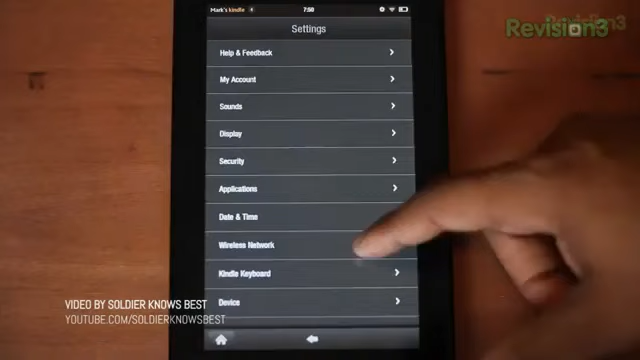 Mark's kindle 4 7:50
Revision3
Settings
Help & Feedback
My Account
Sounds
Display
Security
Applications
Date & Time
Wireless Network
Kindle Keyboard
Device
VIDEO BY SOLDIER KNOWS BEST
YOUTUBE.COM/SOLDIERKNOWSBEST